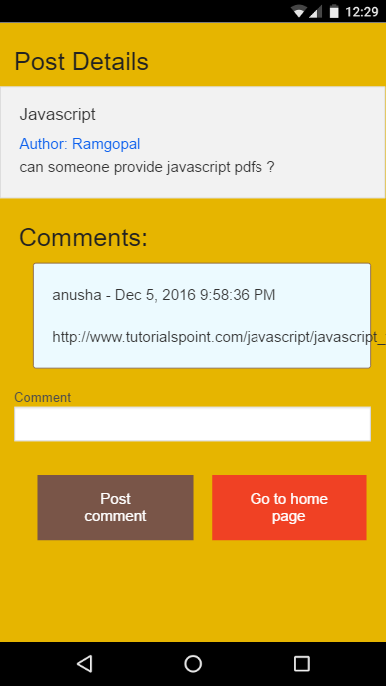 12:29
Post Details
Javascript
Author: Ramgopal
can someone provide javascript pdfs ?
Comments:
anusha - Dec 5, 2016 9:58:36 PM
http://www.tutorialspoint.com/javascript/javascript_
Comment
Post
comment
Go to home
page